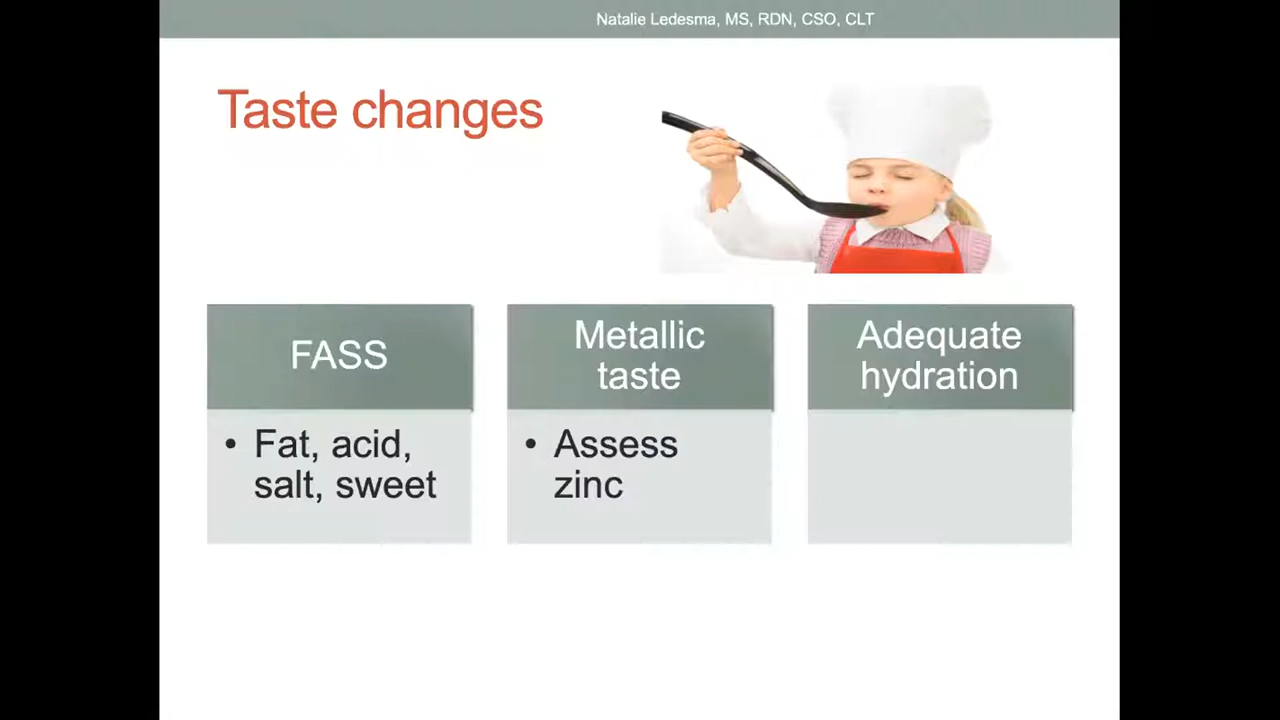 Natalie Ledesma, MS, RDN, CSO, CLT
Taste changes
FASS
• Fat, acid,
salt, sweet
Metallic
taste
• Assess
zinc
Adequate
hydration